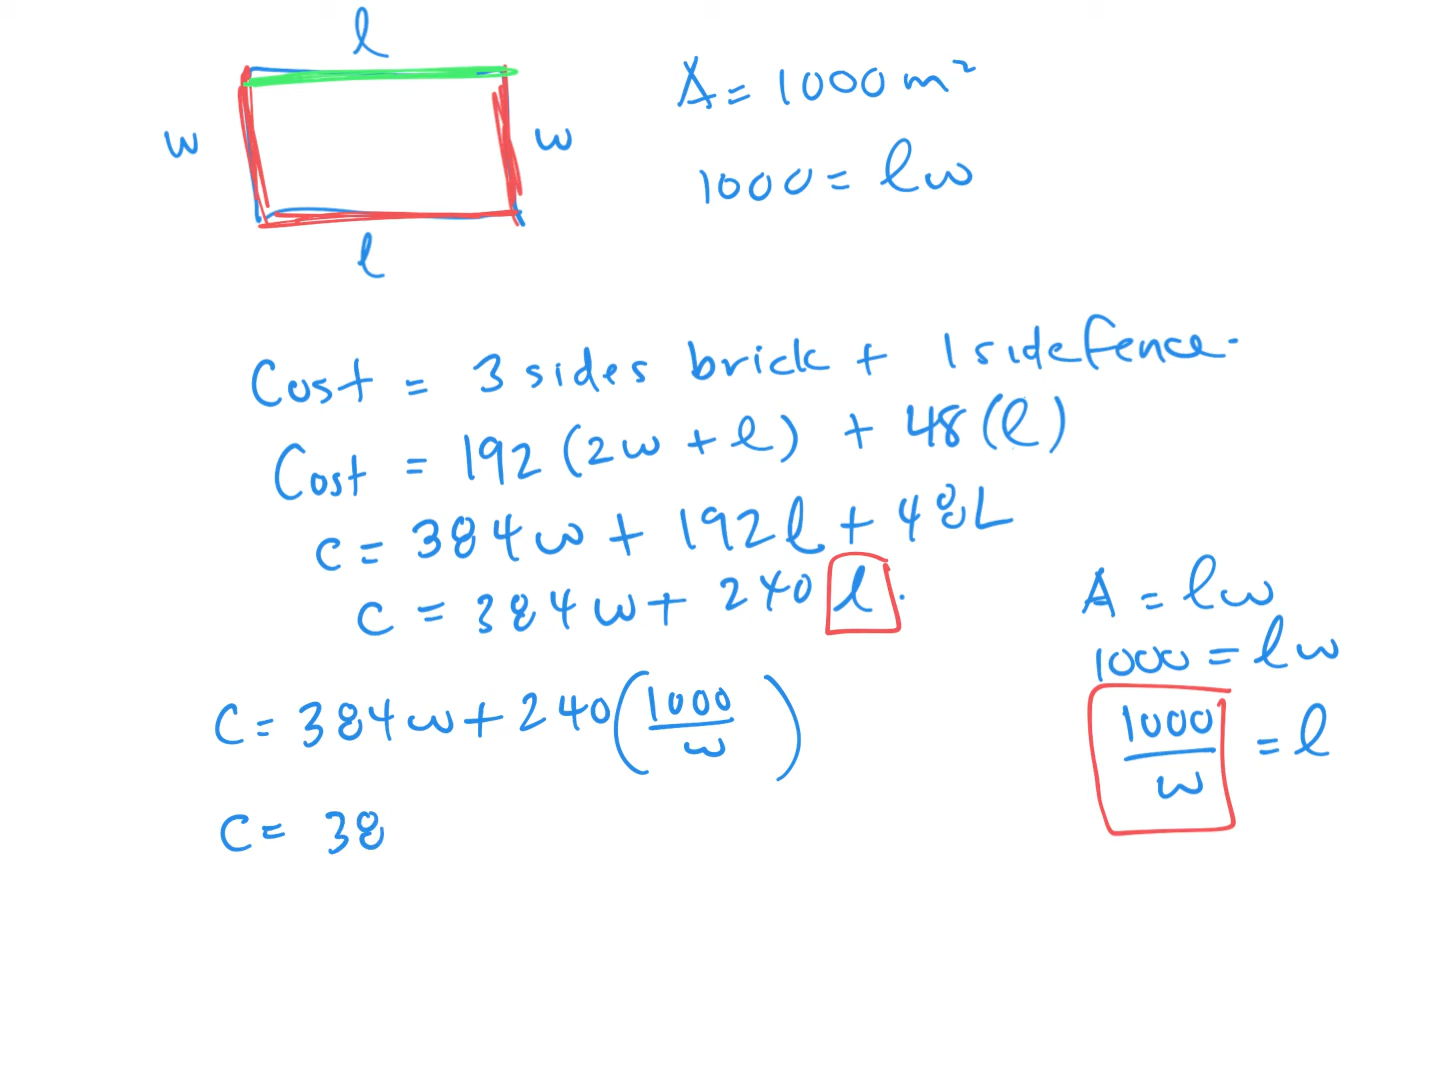 l
w
w
l
A = 1000 m²
1000 = lw
Cost = 3 sides brick + 1 side fence.
Cost = 192 (2w + l) + 48 (l)
C = 384w + 192l + 48L
C = 384w + 240 l.
A = lw
1000 = lw
1000/w = l
C = 384w + 240 (1000/w)
C = 38